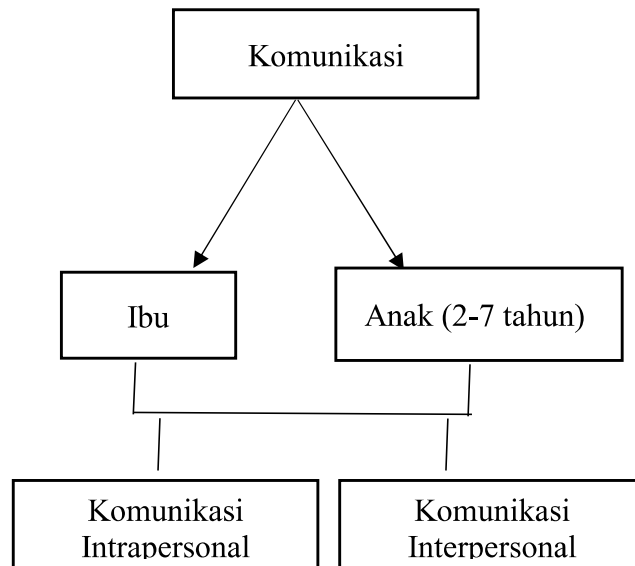 Komunikasi
Ibu
Anak (2-7 tahun)
Komunikasi
Intrapersonal
Komunikasi
Interpersonal